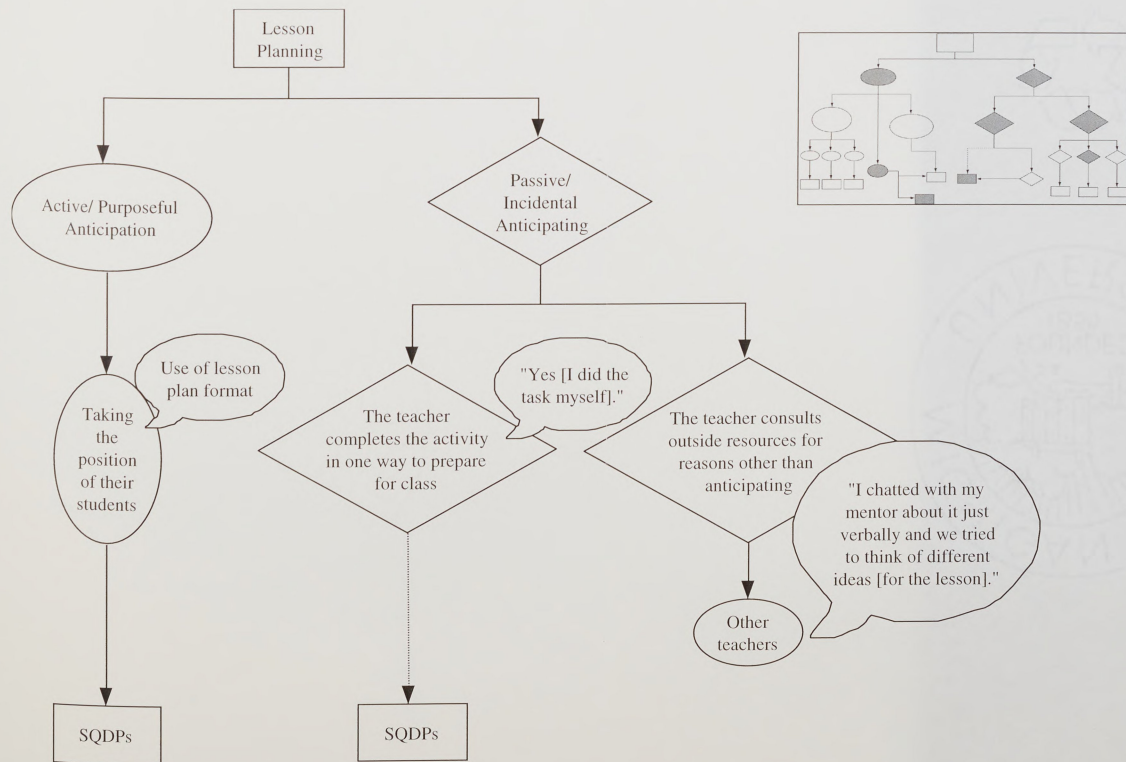 Lesson
Planning
Active/ Purposeful
Anticipation
Passive/
Incidental
Anticipating
Use of lesson
plan format
Taking
the
position
of their
students
"Yes [I did the
task myself]."
The teacher
completes the activity
in one way to prepare
for class
The teacher consults
outside resources for
reasons other than
anticipating
"I chatted with my
mentor about it just
verbally and we tried
to think of different
ideas [for the lesson]."
Other
teachers
SQDPs
SQDPs